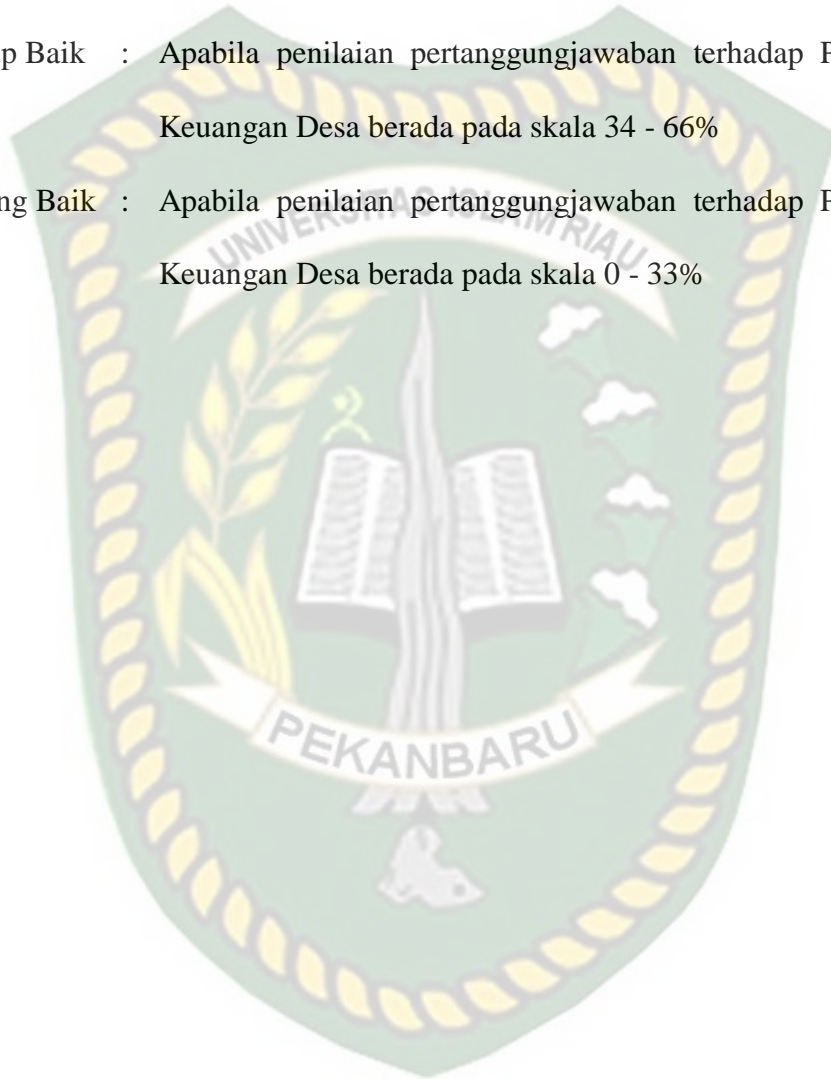 p Baik : Apabila penilaian pertanggungjawaban terhadap P
Keuangan Desa berada pada skala 34 - 66%
ng Baik : Apabila penilaian pertanggungjawaban terhadap P
Keuangan Desa berada pada skala 0 - 33%
UNIVERSITAS ISLAM RIAU
PEKANBARU